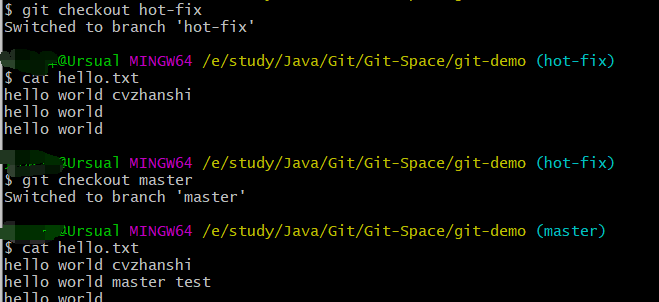 $ git checkout hot-fix
Switched to branch 'hot-fix'
@Ursual MINGW64 /e/study/Java/Git/Git-Space/git-demo (hot-fix)
$ cat hello.txt
hello world cvzhanshi
hello world
hello world
@Ursual MINGW64 /e/study/Java/Git/Git-Space/git-demo (hot-fix)
$ git checkout master
Switched to branch 'master'
@Ursual MINGW64 /e/study/Java/Git/Git-Space/git-demo (master)
$ cat hello.txt
hello world cvzhanshi
hello world master test
hello world